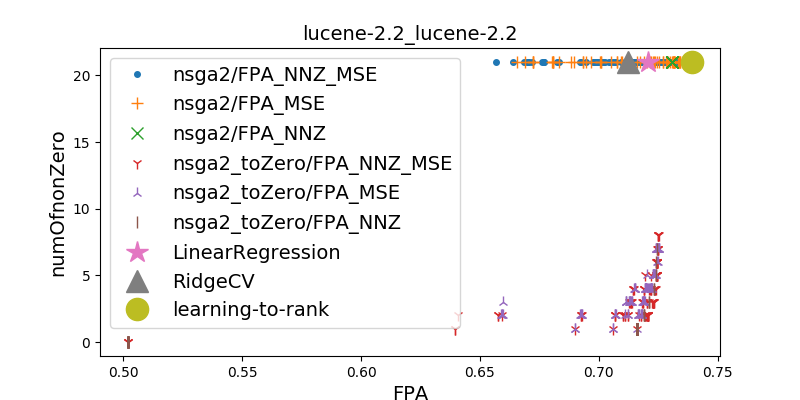 lucene-2.2_lucene-2.2
numOfnonZero
20
15
10
5
0
nsga2/FPA_NNZ_MSE
nsga2/FPA_MSE
nsga2/FPA_NNZ
nsga2_toZero/FPA_NNZ_MSE
nsga2_toZero/FPA_MSE
nsga2_toZero/FPA_NNZ
LinearRegression
RidgeCV
learning-to-rank
0.50 0.55 0.60 0.65 0.70 0.75
FPA